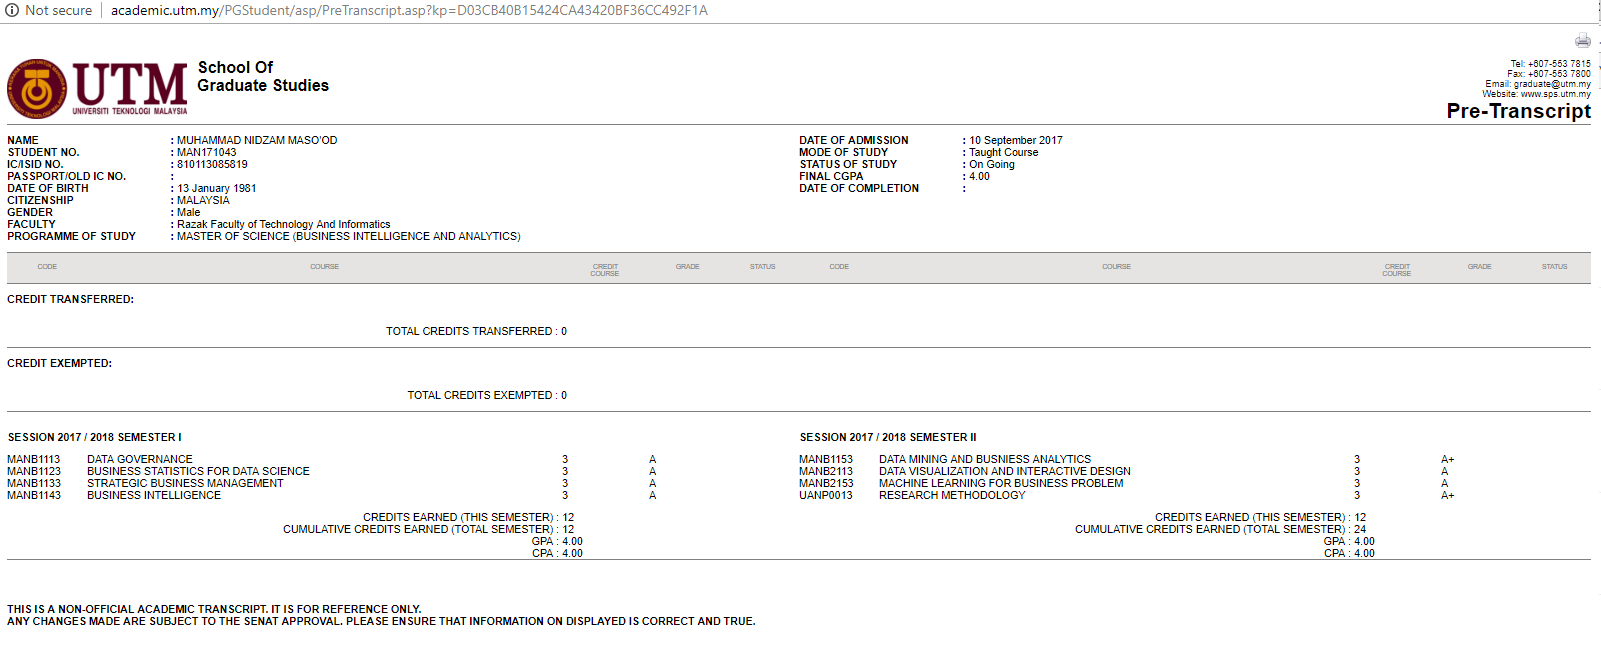 Not secure | academic.utm.my/PGStudent/asp/PreTranscript.asp?kp=D03CB40B15424CA43420BF36CC492F1A
UTM
UNIVERSITI TEKNOLOGI MALAYSIA
School Of
Graduate Studies
Tel: +607-553 7815
Fax: +607-553 7800
Email: graduate@utm.my
Website: www.sps.utm.my
Pre-Transcript
NAME : MUHAMMAD NIDZAM MASO'OD
STUDENT NO. : MAN171043
IC/ISID NO. : 810113085819
PASSPORT/OLD IC NO. :
DATE OF BIRTH : 13 January 1981
CITIZENSHIP : MALAYSIA
GENDER : Male
FACULTY : Razak Faculty of Technology And Informatics
PROGRAMME OF STUDY : MASTER OF SCIENCE (BUSINESS INTELLIGENCE AND ANALYTICS)
DATE OF ADMISSION : 10 September 2017
MODE OF STUDY : Taught Course
STATUS OF STUDY : On Going
FINAL CGPA : 4.00
DATE OF COMPLETION :
CODE COURSE CREDIT COURSE GRADE STATUS CODE COURSE CREDIT COURSE GRADE STATUS
CREDIT TRANSFERRED:
TOTAL CREDITS TRANSFERRED : 0
CREDIT EXEMPTED:
TOTAL CREDITS EXEMPTED : 0
SESSION 2017 / 2018 SEMESTER I
MANB1113 DATA GOVERNANCE 3 A
MANB1123 BUSINESS STATISTICS FOR DATA SCIENCE 3 A
MANB1133 STRATEGIC BUSINESS MANAGEMENT 3 A
MANB1143 BUSINESS INTELLIGENCE 3 A
CREDITS EARNED (THIS SEMESTER) : 12
CUMULATIVE CREDITS EARNED (TOTAL SEMESTER) : 12
GPA : 4.00
CPA : 4.00
SESSION 2017 / 2018 SEMESTER II
MANB1153 DATA MINING AND BUSNIESS ANALYTICS 3 A+
MANB2113 DATA VISUALIZATION AND INTERACTIVE DESIGN 3 A
MANB2153 MACHINE LEARNING FOR BUSINESS PROBLEM 3 A
UANP0013 RESEARCH METHODOLOGY 3 A+
CREDITS EARNED (THIS SEMESTER) : 12
CUMULATIVE CREDITS EARNED (TOTAL SEMESTER) : 24
GPA : 4.00
CPA : 4.00
THIS IS A NON-OFFICIAL ACADEMIC TRANSCRIPT. IT IS FOR REFERENCE ONLY.
ANY CHANGES MADE ARE SUBJECT TO THE SENAT APPROVAL. PLEASE ENSURE THAT INFORMATION ON DISPLAYED IS CORRECT AND TRUE.